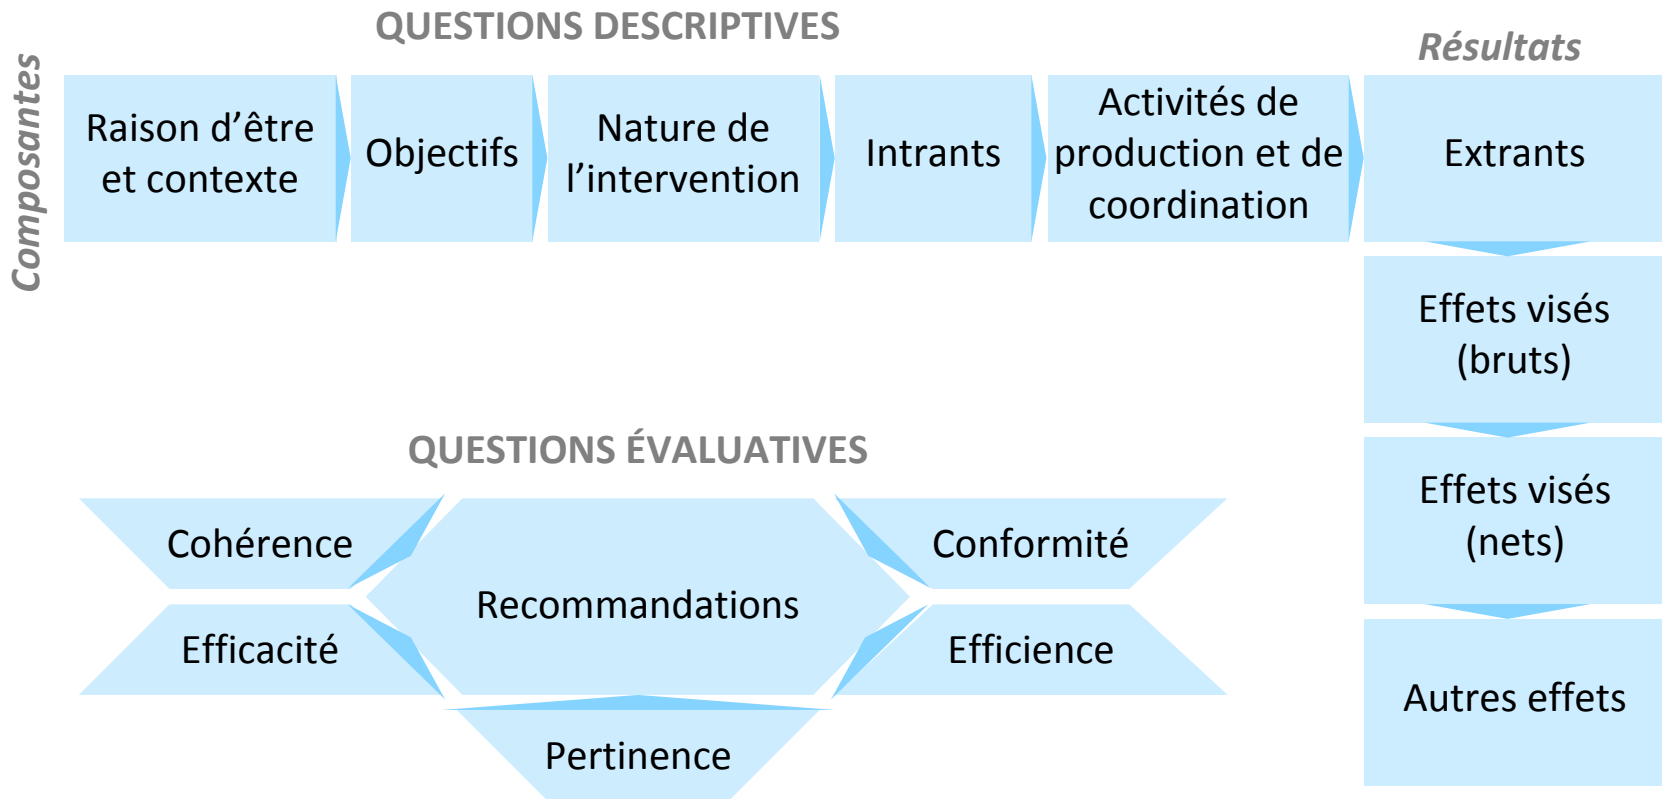 QUESTIONS DESCRIPTIVES
Résultats
Composantes
Raison d’être
et contexte
Objectifs
Nature de
l’intervention
Intrants
Activités de
production et de
coordination
Extrants
Effets visés
(bruts)
Effets visés
(nets)
Autres effets
QUESTIONS ÉVALUATIVES
Cohérence
Conformité
Recommandations
Efficacité
Efficience
Pertinence